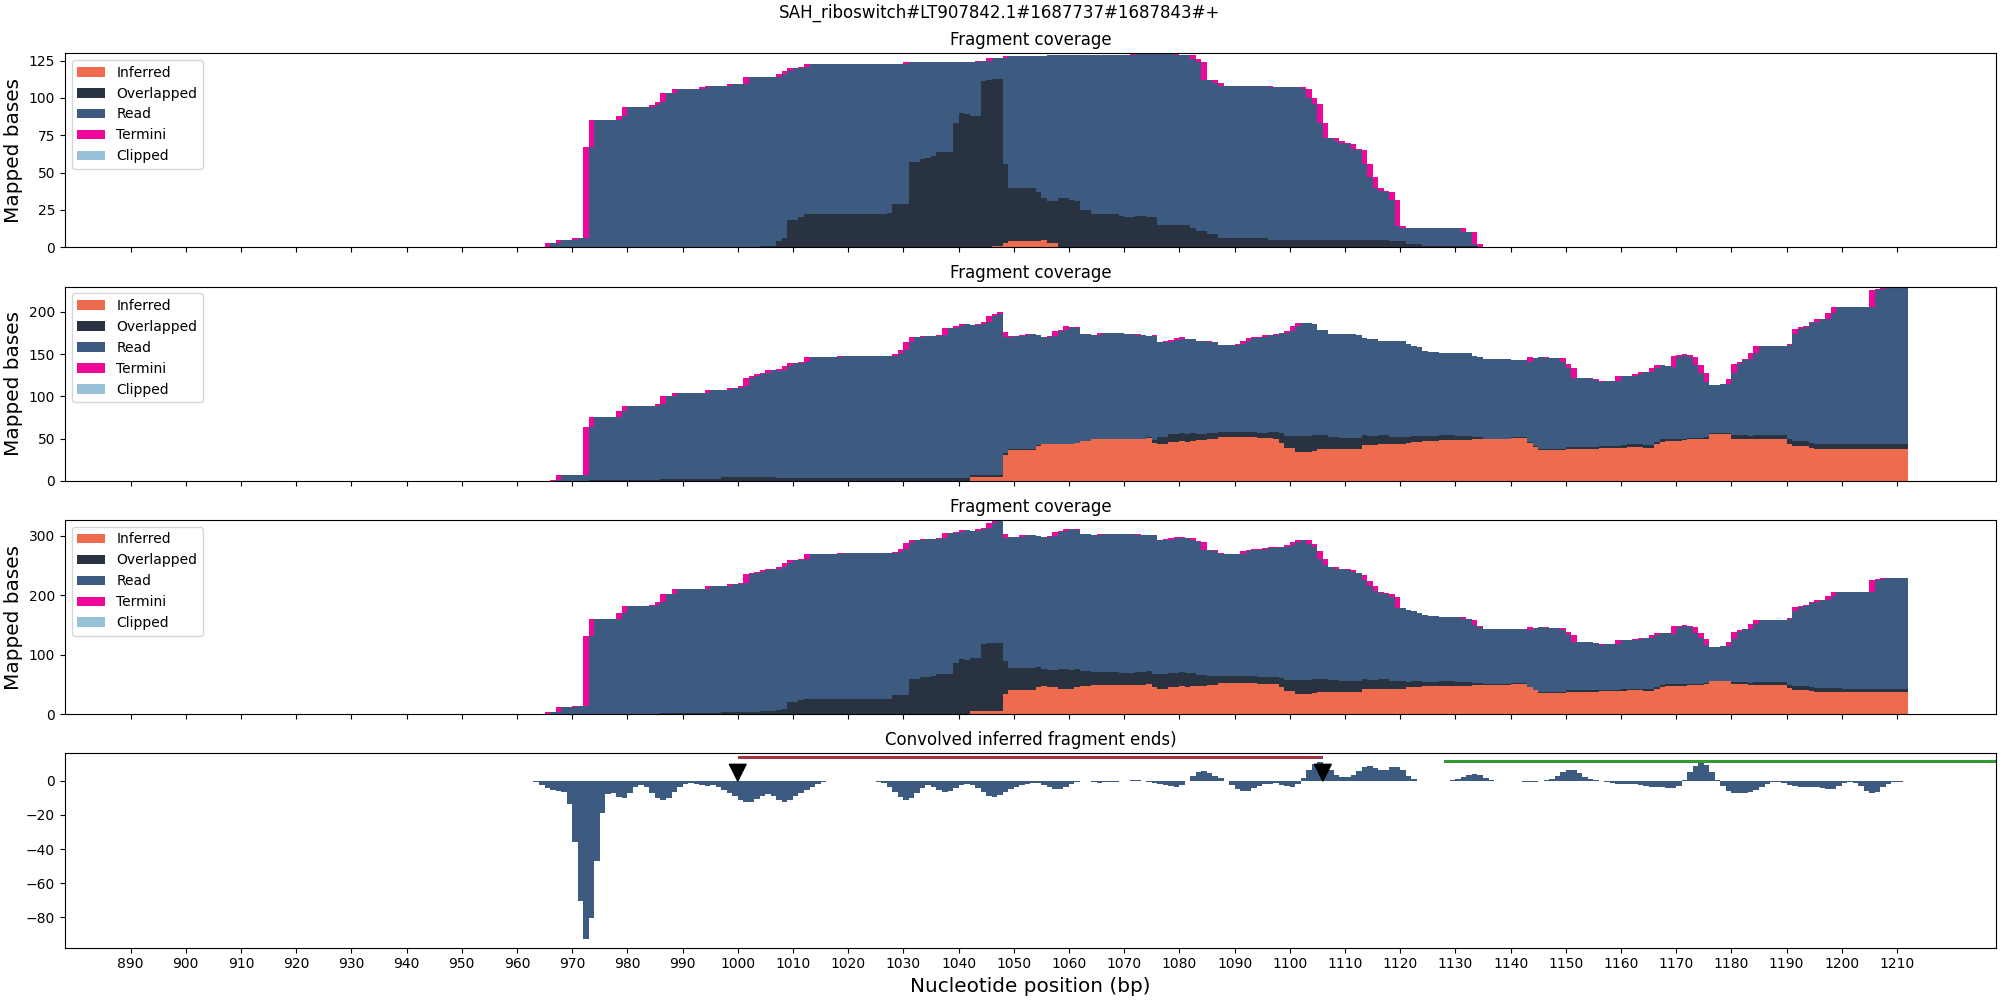 SAH_riboswitch#LT907842.1#1687737#1687843#+
Fragment coverage
Mapped bases
125
100
75
50
25
0
Inferred
Overlapped
Read
Termini
Clipped
Fragment coverage
Mapped bases
200
150
100
50
0
Inferred
Overlapped
Read
Termini
Clipped
Fragment coverage
Mapped bases
300
200
100
0
Inferred
Overlapped
Read
Termini
Clipped
Convolved inferred fragment ends)
0
−20
−40
−60
−80
890 900 910 920 930 940 950 960 970 980 990 1000 1010 1020 1030 1040 1050 1060 1070 1080 1090 1100 1110 1120 1130 1140 1150 1160 1170 1180 1190 1200 1210
Nucleotide position (bp)